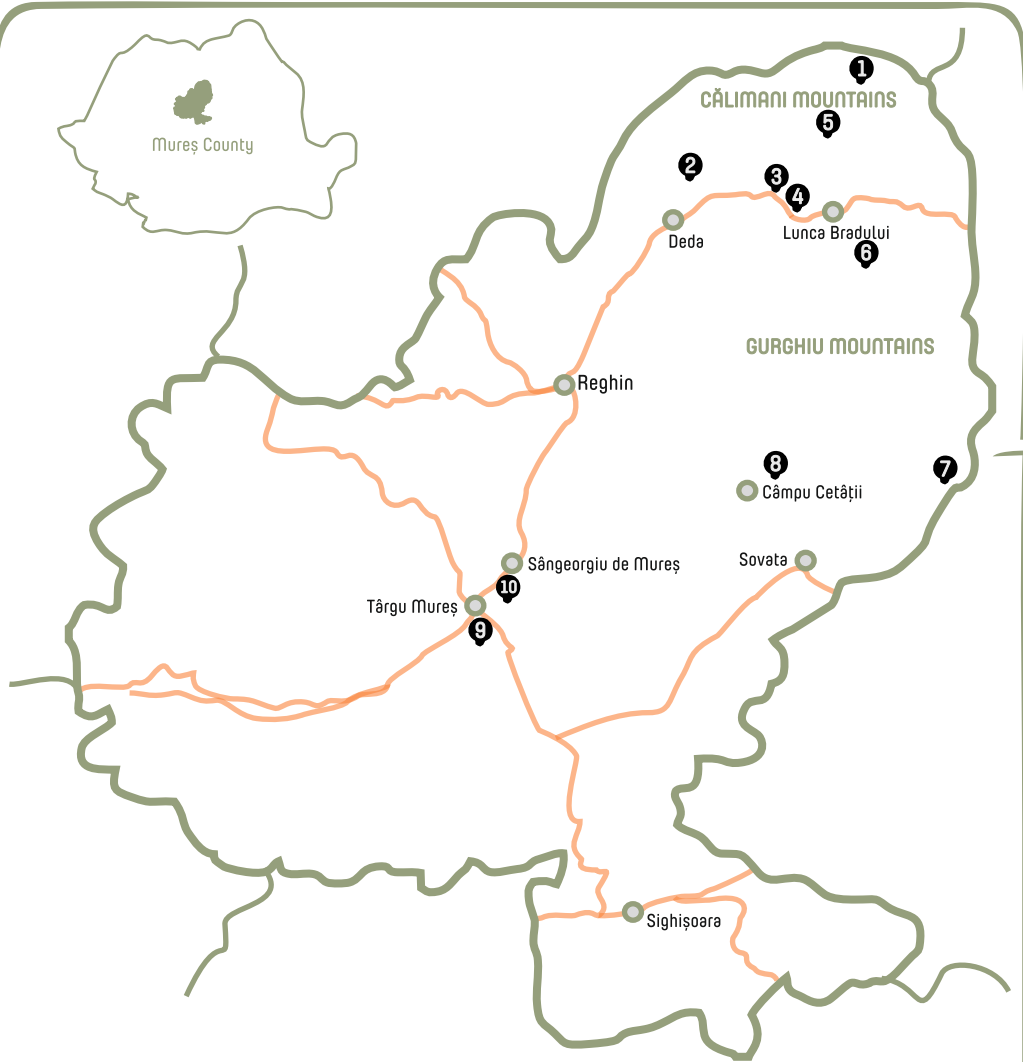 1
CĂLIMANI MOUNTAINS
5
Mureș County
2
3
4
Lunca Bradului
Deda
6
GURGHIU MOUNTAINS
Reghin
8
7
Câmpu Cetății
Sovata
Sângeorgiu de Mureș
10
Târgu Mureș
9
Sighișoara